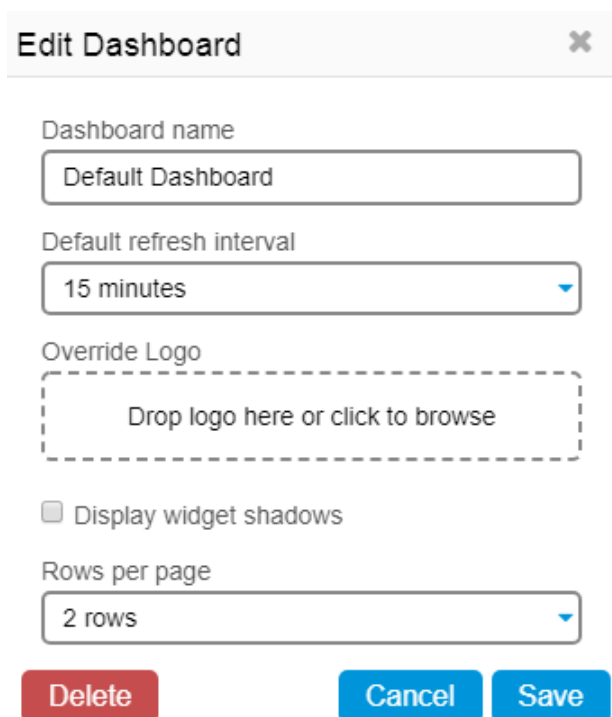 Edit Dashboard
Dashboard name
Default Dashboard
Default refresh interval
15 minutes
Override Logo
Drop logo here or click to browse
Display widget shadows
Rows per page
2 rows
Delete Cancel Save